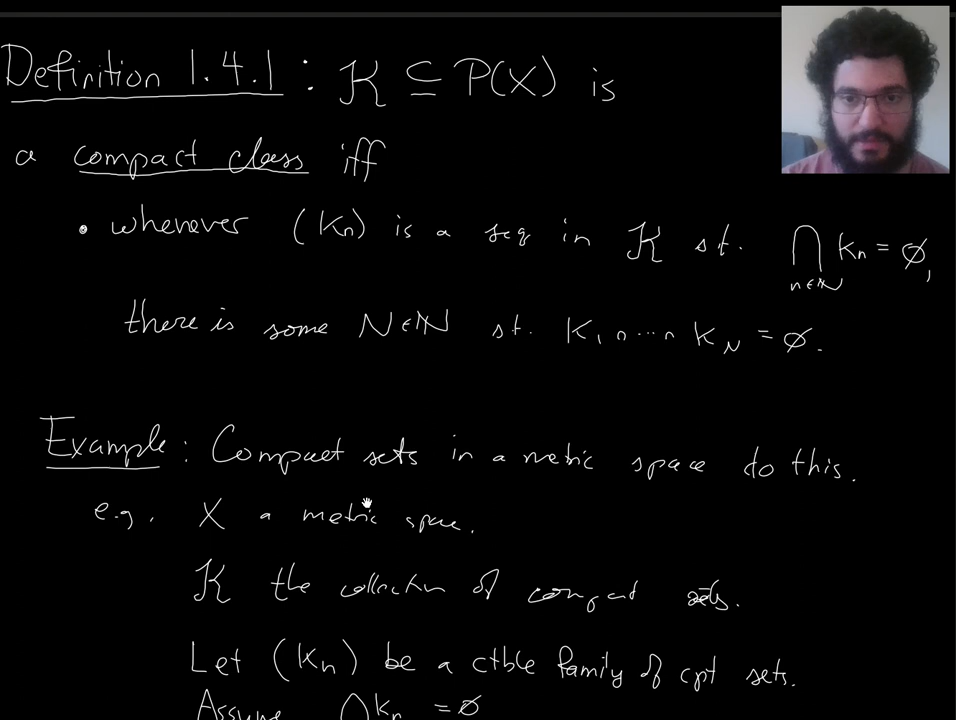 Definition 1.4.1 : 𝒦 ⊆ P(X) is
a compact class iff
• whenever (Kn) is a seq in 𝒦 st. ⋂ Kn = ∅,
n∈ℕ
there is some N∈ℕ st. K1 ∩ ... ∩ KN = ∅.
Example : Compact sets in a metric space do this.
e.g. X a metric space.
𝒦 the collection of compact sets.
Let (Kn) be a ctble family of cpt sets.
Assume ⋂ Kn = ∅